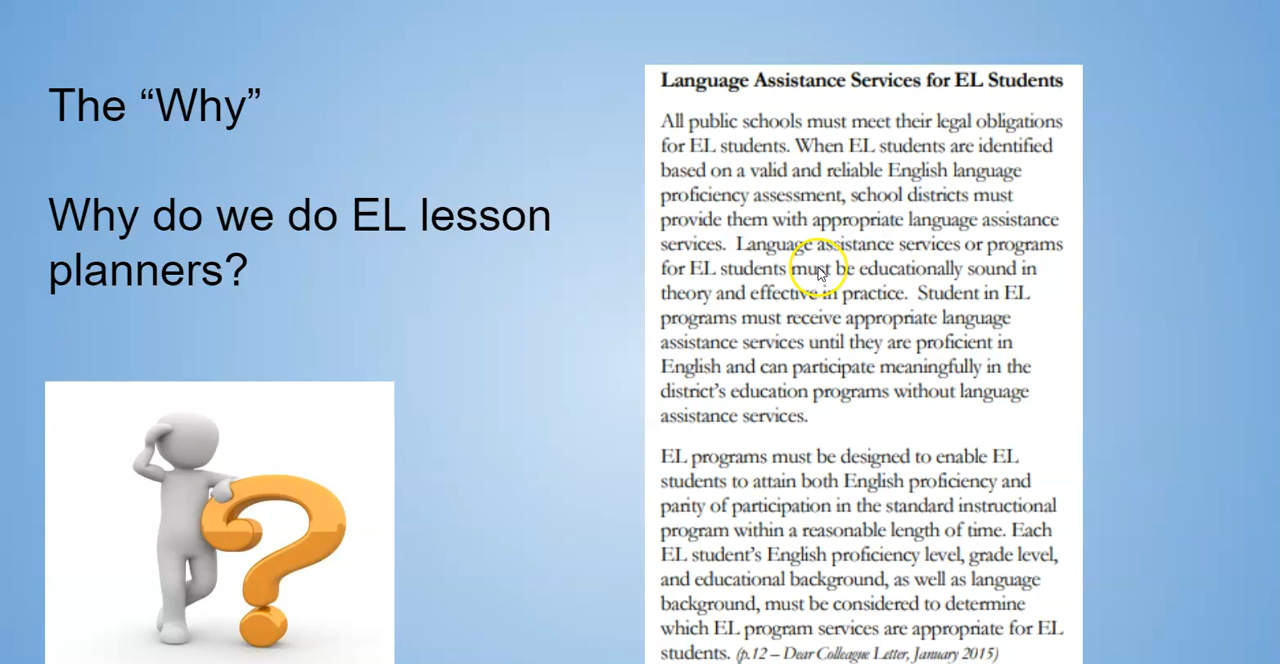 The “Why”
Why do we do EL lesson
planners?
Language Assistance Services for EL Students
All public schools must meet their legal obligations
for EL students. When EL students are identified
based on a valid and reliable English language
proficiency assessment, school districts must
provide them with appropriate language assistance
services. Language assistance services or programs
for EL students must be educationally sound in
theory and effective in practice. Student in EL
programs must receive appropriate language
assistance services until they are proficient in
English and can participate meaningfully in the
district’s education programs without language
assistance services.
EL programs must be designed to enable EL
students to attain both English proficiency and
parity of participation in the standard instructional
program within a reasonable length of time. Each
EL student’s English proficiency level, grade level,
and educational background, as well as language
background, must be considered to determine
which EL program services are appropriate for EL
students. (p.12 – Dear Colleague Letter, January 2015)